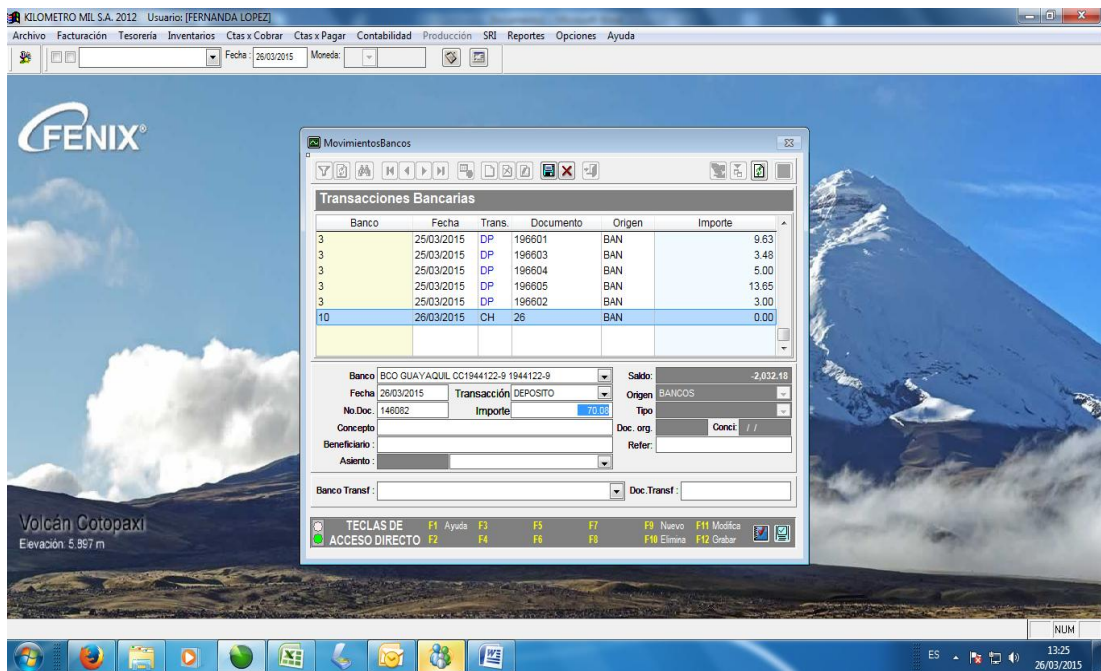 KILOMETRO MIL S.A. 2012 Usuario: [FERNANDA LOPEZ]
Archivo Facturación Tesorería Inventarios Ctas x Cobrar Ctas x Pagar Contabilidad Producción SRI Reportes Opciones Ayuda
Fecha : 26/03/2015 Moneda:
FENIX®
MovimientosBancos
Transacciones Bancarias
Banco Fecha Trans. Documento Origen Importe
3 25/03/2015 DP 196601 BAN 9.63
3 25/03/2015 DP 196603 BAN 3.48
3 25/03/2015 DP 196604 BAN 5.00
3 25/03/2015 DP 196605 BAN 13.65
3 25/03/2015 DP 196602 BAN 3.00
10 26/03/2015 CH 26 BAN 0.00
Banco BCO GUAYAQUIL CC1944122-9 1944122-9 Saldo: -2,032.18
Fecha 26/03/2015 Transacción DEPOSITO Origen BANCOS
No.Doc. 146082 Importe 70.08 Tipo
Concepto Doc. org. Conci: / /
Beneficiario : Refer:
Asiento :
Banco Transf : Doc.Transf :
TECLAS DE ACCESO DIRECTO
F1 Ayuda F3 F5 F7 F9 Nuevo F11 Modifica
F2 F4 F6 F8 F10 Elimina F12 Grabar
Volcán Cotopaxi
Elevación: 5.897 m
NUM
ES 13:25
26/03/2015